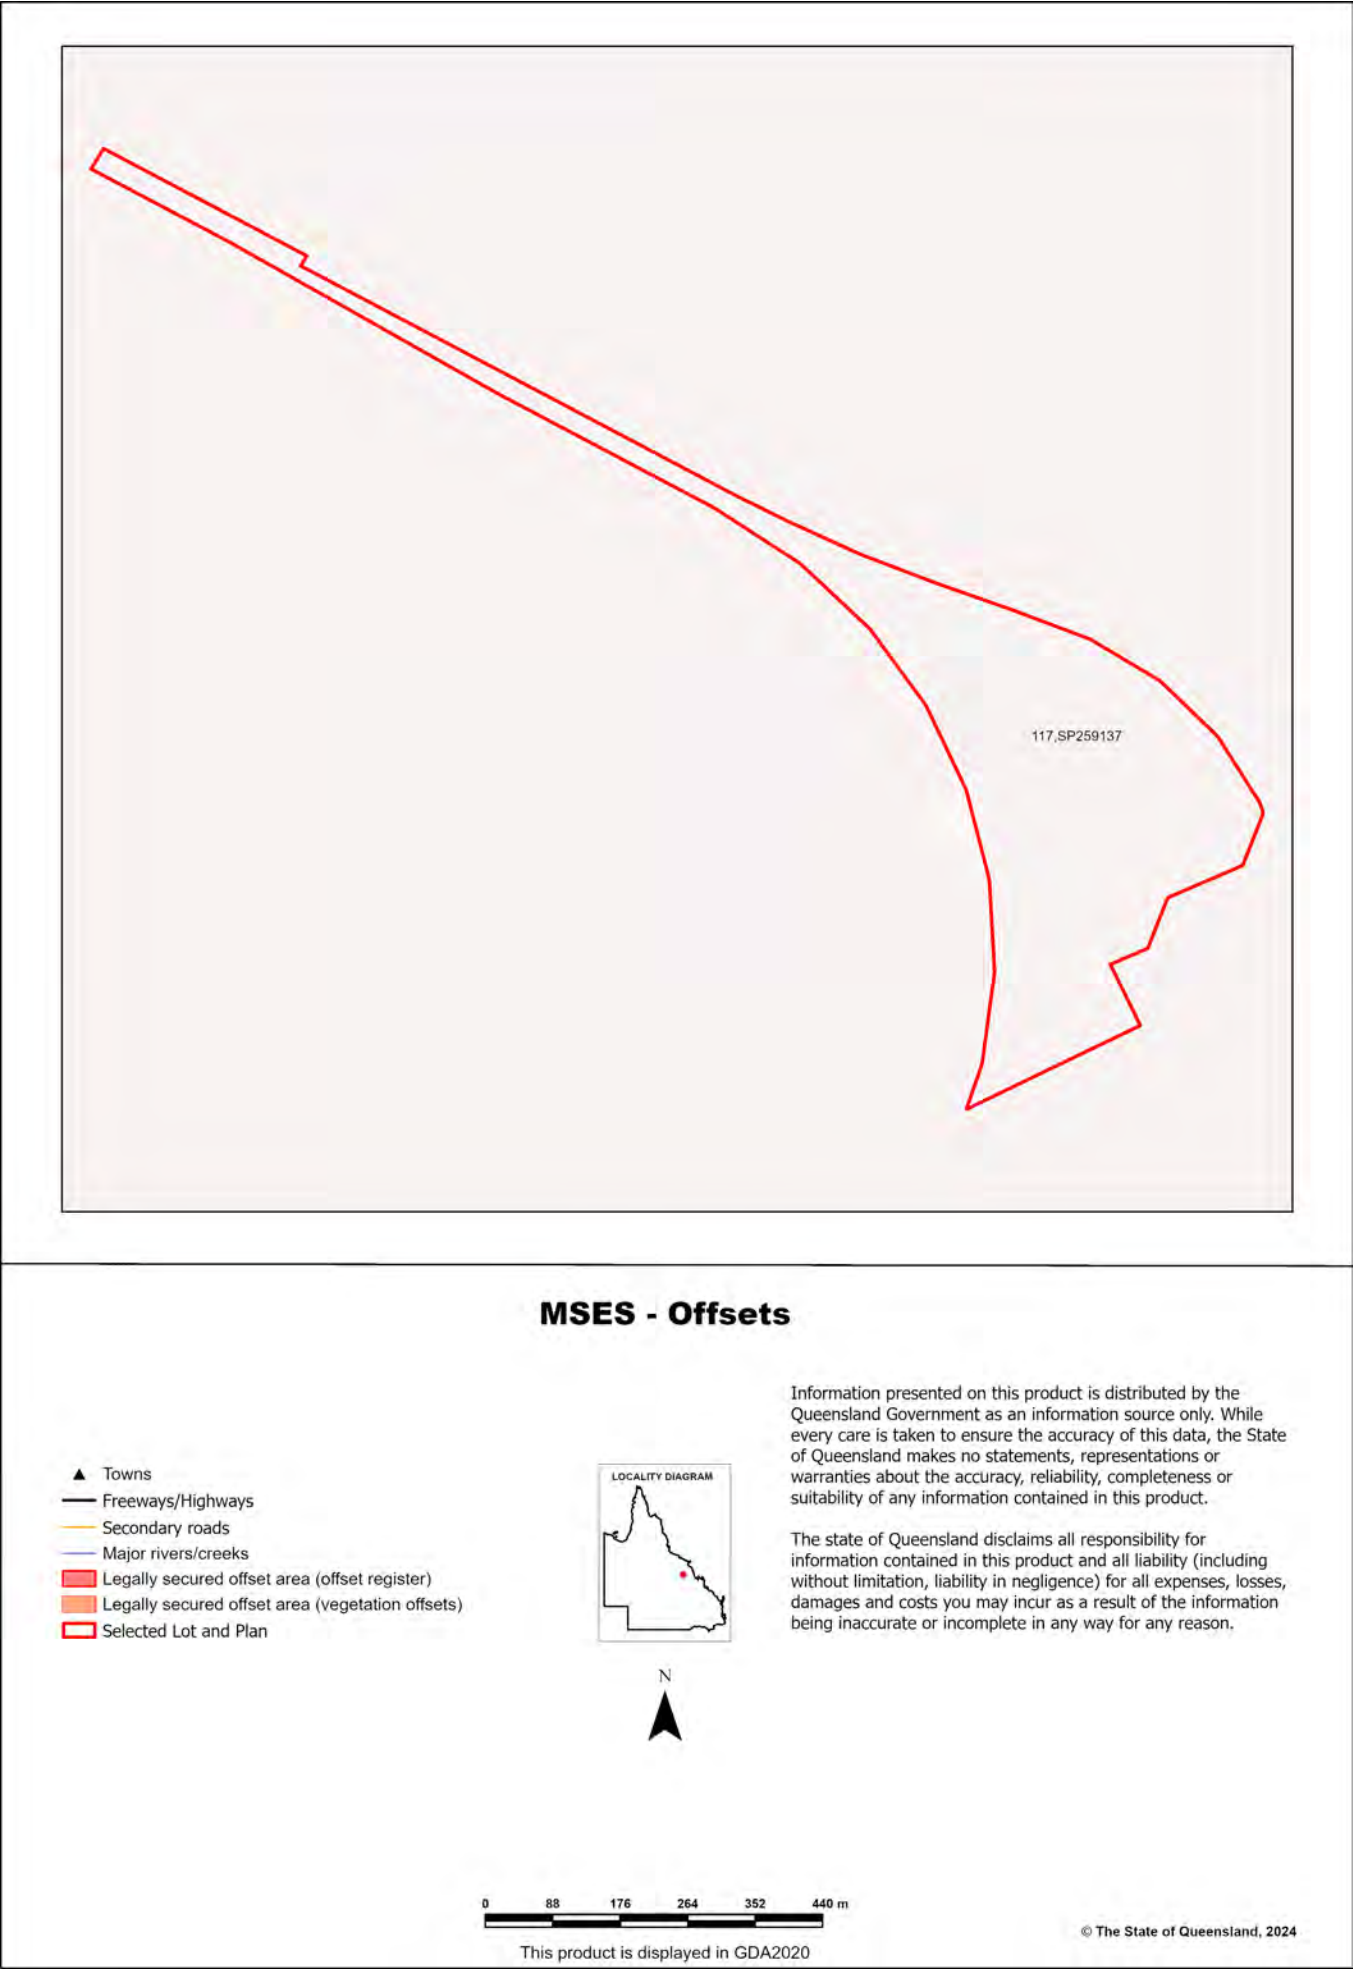 117,SP259137
MSES - Offsets
Towns
Freeways/Highways
Secondary roads
Major rivers/creeks
Legally secured offset area (offset register)
Legally secured offset area (vegetation offsets)
Selected Lot and Plan
LOCALITY DIAGRAM
N
Information presented on this product is distributed by the
Queensland Government as an information source only. While
every care is taken to ensure the accuracy of this data, the State
of Queensland makes no statements, representations or
warranties about the accuracy, reliability, completeness or
suitability of any information contained in this product.
The state of Queensland disclaims all responsibility for
information contained in this product and all liability (including
without limitation, liability in negligence) for all expenses, losses,
damages and costs you may incur as a result of the information
being inaccurate or incomplete in any way for any reason.
0 88 176 264 352 440 m
This product is displayed in GDA2020
© The State of Queensland, 2024